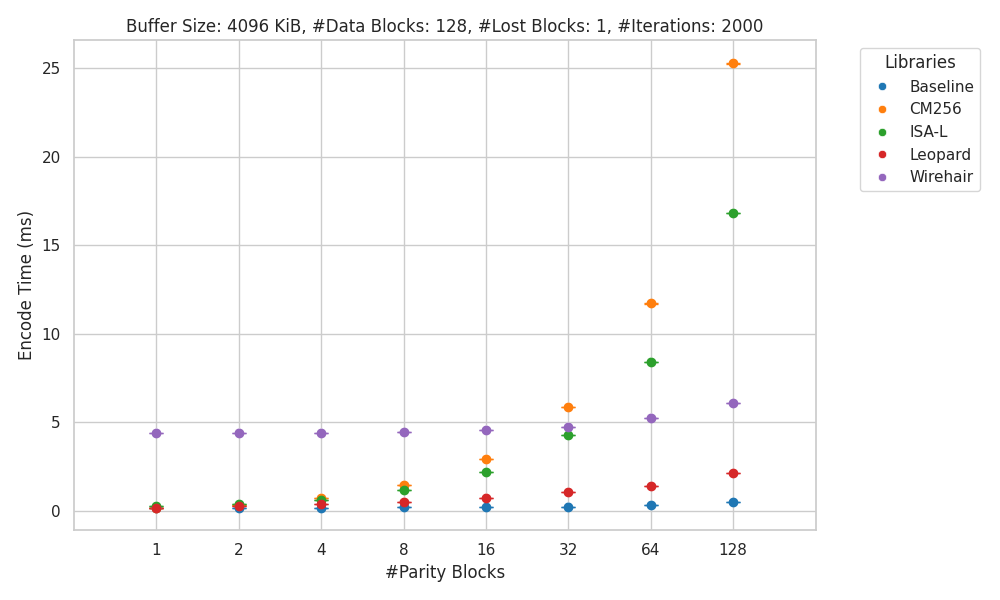 Buffer Size: 4096 KiB, #Data Blocks: 128, #Lost Blocks: 1, #Iterations: 2000
Libraries
Baseline
CM256
ISA-L
Leopard
Wirehair
Encode Time (ms)
25
20
15
10
5
0
1 2 4 8 16 32 64 128
#Parity Blocks